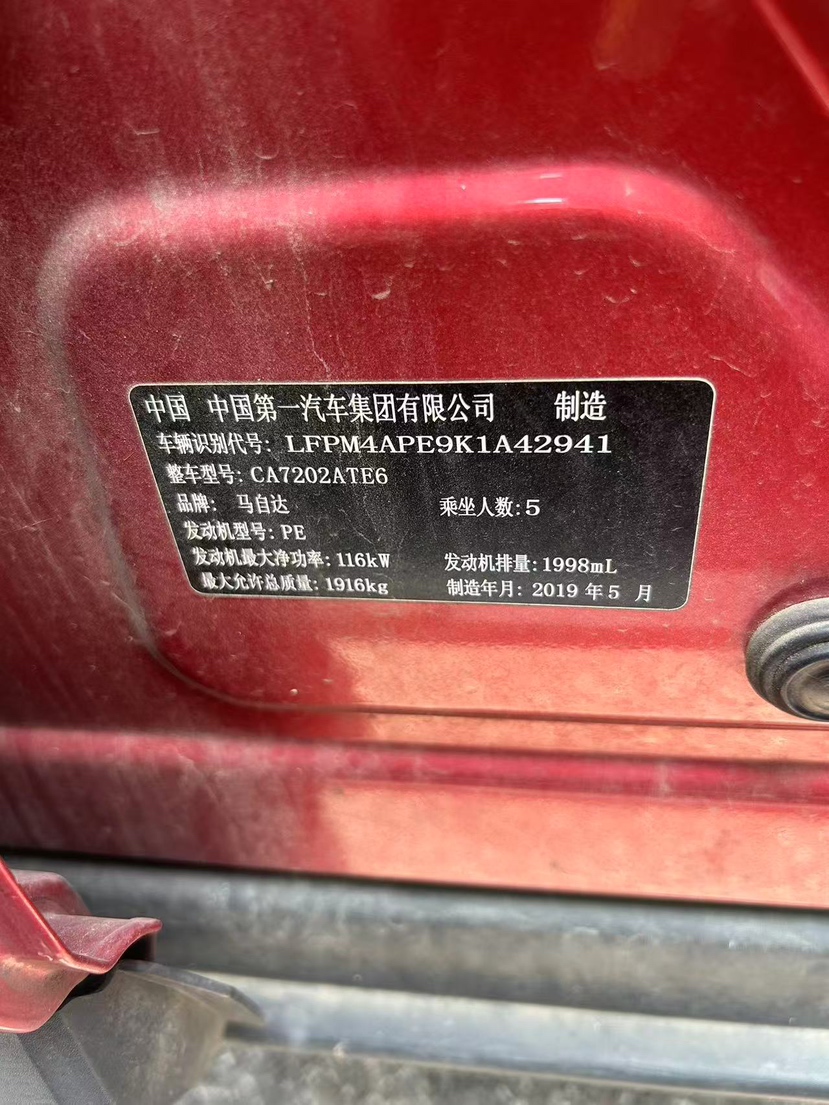 中国 中国第一汽车集团有限公司 制造
车辆识别代号: LFPM4APE9K1A42941
整车型号: CA7202ATE6
品牌: 马自达 乘坐人数: 5
发动机型号: PE
发动机最大净功率: 116kW 发动机排量: 1998mL
最大允许总质量: 1916kg 制造年月: 2019 年 5 月